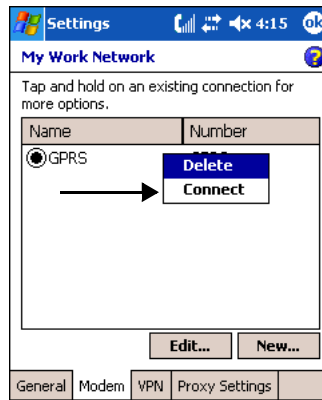 Settings 4:15 ok
My Work Network ?
Tap and hold on an existing connection for
more options.
Name Number
GPRS
Delete
Connect
Edit... New...
General Modem VPN Proxy Settings